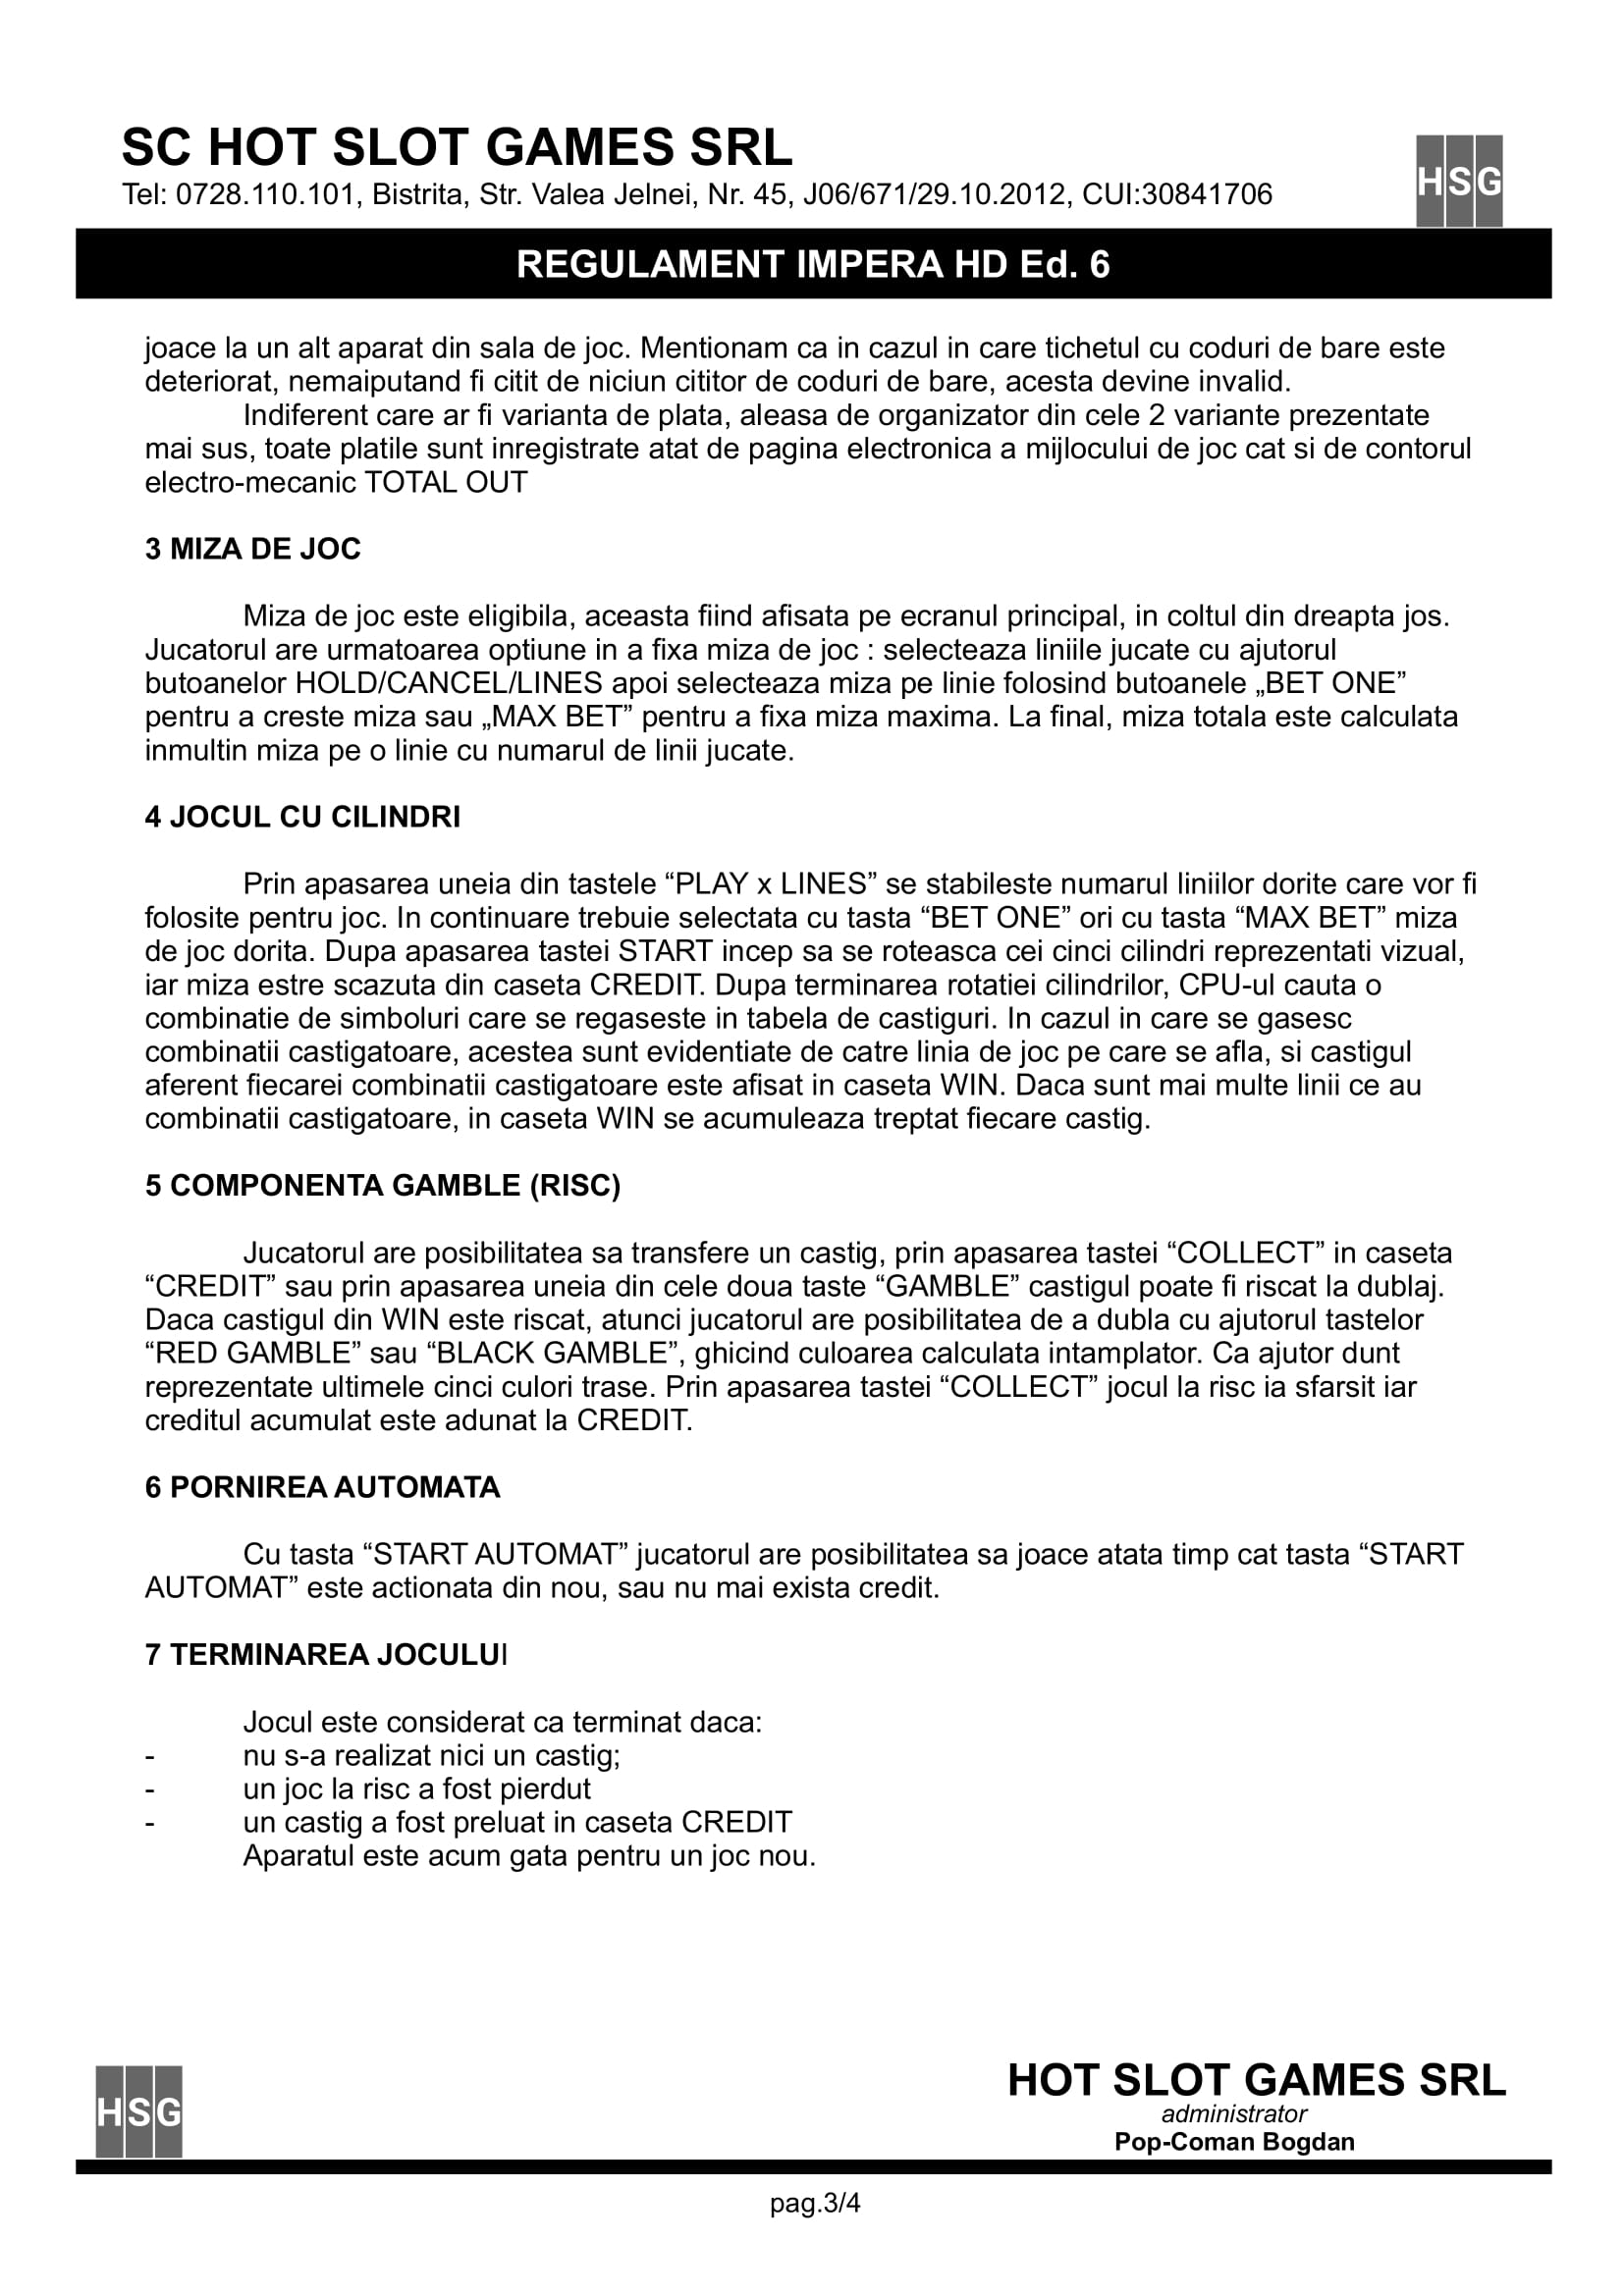 SC HOT SLOT GAMES SRL
Tel: 0728.110.101, Bistrita, Str. Valea Jelnei, Nr. 45, J06/671/29.10.2012, CUI:30841706
HSG
REGULAMENT IMPERA HD Ed. 6
joace la un alt aparat din sala de joc. Mentionam ca in cazul in care tichetul cu coduri de bare este
deteriorat, nemaiputand fi citit de niciun cititor de coduri de bare, acesta devine invalid.
Indiferent care ar fi varianta de plata, aleasa de organizator din cele 2 variante prezentate
mai sus, toate platile sunt inregistrate atat de pagina electronica a mijlocului de joc cat si de contorul
electro-mecanic TOTAL OUT
3 MIZA DE JOC
Miza de joc este eligibila, aceasta fiind afisata pe ecranul principal, in coltul din dreapta jos.
Jucatorul are urmatoarea optiune in a fixa miza de joc : selecteaza liniile jucate cu ajutorul
butoanelor HOLD/CANCEL/LINES apoi selecteaza miza pe linie folosind butoanele „BET ONE”
pentru a creste miza sau „MAX BET” pentru a fixa miza maxima. La final, miza totala este calculata
inmultin miza pe o linie cu numarul de linii jucate.
4 JOCUL CU CILINDRI
Prin apasarea uneia din tastele “PLAY x LINES” se stabileste numarul liniilor dorite care vor fi
folosite pentru joc. In continuare trebuie selectata cu tasta “BET ONE” ori cu tasta “MAX BET” miza
de joc dorita. Dupa apasarea tastei START incep sa se roteasca cei cinci cilindri reprezentati vizual,
iar miza estre scazuta din caseta CREDIT. Dupa terminarea rotatiei cilindrilor, CPU-ul cauta o
combinatie de simboluri care se regaseste in tabela de castiguri. In cazul in care se gasesc
combinatii castigatoare, acestea sunt evidentiate de catre linia de joc pe care se afla, si castigul
aferent fiecarei combinatii castigatoare este afisat in caseta WIN. Daca sunt mai multe linii ce au
combinatii castigatoare, in caseta WIN se acumuleaza treptat fiecare castig.
5 COMPONENTA GAMBLE (RISC)
Jucatorul are posibilitatea sa transfere un castig, prin apasarea tastei “COLLECT” in caseta
“CREDIT” sau prin apasarea uneia din cele doua taste “GAMBLE” castigul poate fi riscat la dublaj.
Daca castigul din WIN este riscat, atunci jucatorul are posibilitatea de a dubla cu ajutorul tastelor
“RED GAMBLE” sau “BLACK GAMBLE”, ghicind culoarea calculata intamplator. Ca ajutor dunt
reprezentate ultimele cinci culori trase. Prin apasarea tastei “COLLECT” jocul la risc ia sfarsit iar
creditul acumulat este adunat la CREDIT.
6 PORNIREA AUTOMATA
Cu tasta “START AUTOMAT” jucatorul are posibilitatea sa joace atata timp cat tasta “START
AUTOMAT” este actionata din nou, sau nu mai exista credit.
7 TERMINAREA JOCULUI
Jocul este considerat ca terminat daca:
- nu s-a realizat nici un castig;
- un joc la risc a fost pierdut
- un castig a fost preluat in caseta CREDIT
Aparatul este acum gata pentru un joc nou.
HSG
HOT SLOT GAMES SRL
administrator
Pop-Coman Bogdan
pag.3/4